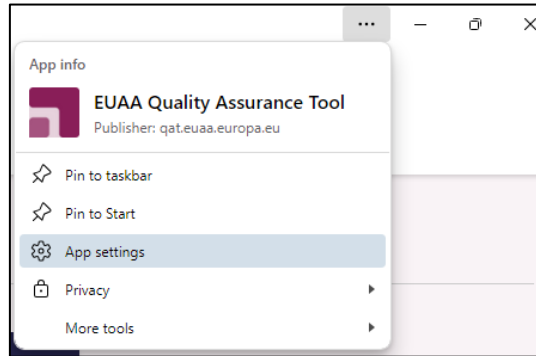 App info
EUAA Quality Assurance Tool
Publisher: qat.euaa.europa.eu
Pin to taskbar
Pin to Start
App settings
Privacy
More tools